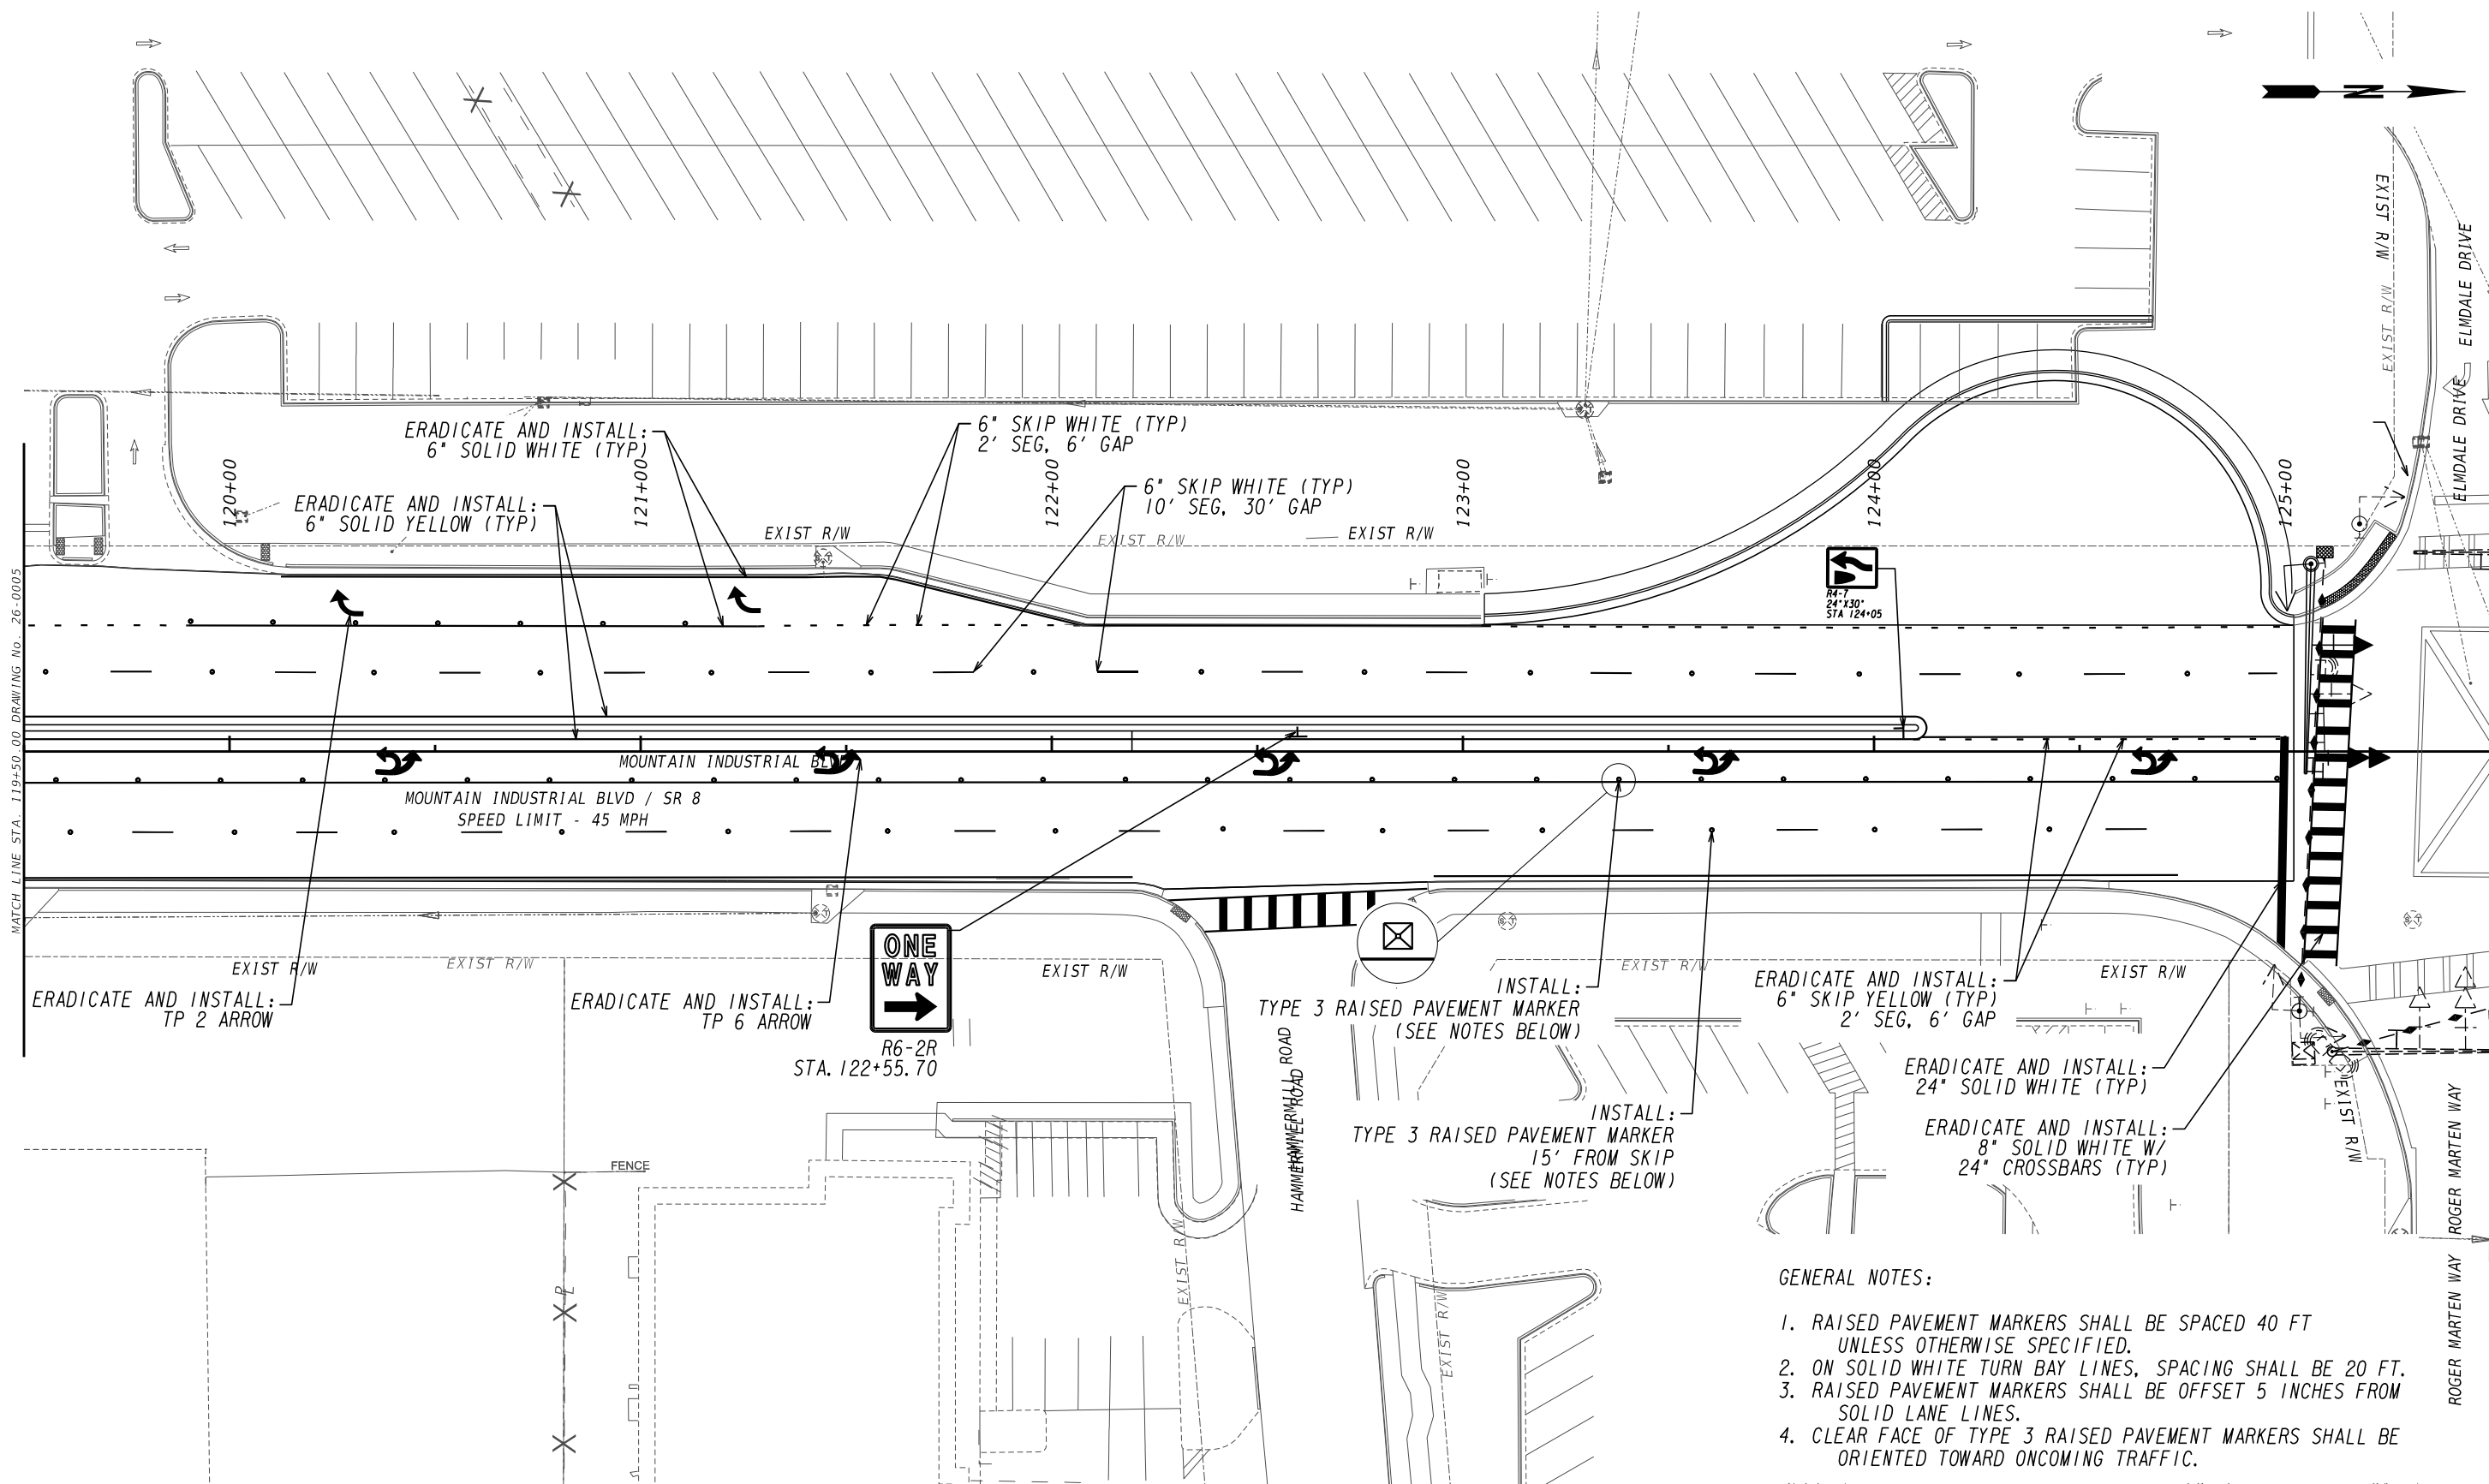 N
EXIST R/W
EXIST R/W
ELMDALE DRIVE
ELMDALE DRIVE
ERADICATE AND INSTALL:
6" SOLID WHITE (TYP)
6" SKIP WHITE (TYP)
2' SEG, 6' GAP
ERADICATE AND INSTALL:
6" SOLID YELLOW (TYP)
6" SKIP WHITE (TYP)
10' SEG, 30' GAP
120+00
121+00
122+00
123+00
124+00
125+00
EXIST R/W
EXIST R/W
EXIST R/W
R4-7
24"X30"
STA 124+05
MATCH LINE STA. 119+50.00 DRAWING No. 26-0005
MOUNTAIN INDUSTRIAL BLVD
MOUNTAIN INDUSTRIAL BLVD / SR 8
SPEED LIMIT - 45 MPH
ONE
WAY
R6-2R
STA. 122+55.70
EXIST R/W
EXIST R/W
EXIST R/W
EXIST R/W
EXIST R/W
ERADICATE AND INSTALL:
TP 2 ARROW
ERADICATE AND INSTALL:
TP 6 ARROW
INSTALL:
TYPE 3 RAISED PAVEMENT MARKER
(SEE NOTES BELOW)
ERADICATE AND INSTALL:
6" SKIP YELLOW (TYP)
2' SEG, 6' GAP
HAMMERMILL ROAD
HAMMERMILL ROAD
INSTALL:
TYPE 3 RAISED PAVEMENT MARKER
15' FROM SKIP
(SEE NOTES BELOW)
ERADICATE AND INSTALL:
24" SOLID WHITE (TYP)
ERADICATE AND INSTALL:
8" SOLID WHITE W/
24" CROSSBARS (TYP)
EXIST R/W
ROGER MARTEN WAY
ROGER MARTEN WAY
FENCE
PL
EXIST R/W
EXIST R/W
GENERAL NOTES:
1. RAISED PAVEMENT MARKERS SHALL BE SPACED 40 FT
UNLESS OTHERWISE SPECIFIED.
2. ON SOLID WHITE TURN BAY LINES, SPACING SHALL BE 20 FT.
3. RAISED PAVEMENT MARKERS SHALL BE OFFSET 5 INCHES FROM
SOLID LANE LINES.
4. CLEAR FACE OF TYPE 3 RAISED PAVEMENT MARKERS SHALL BE
ORIENTED TOWARD ONCOMING TRAFFIC.